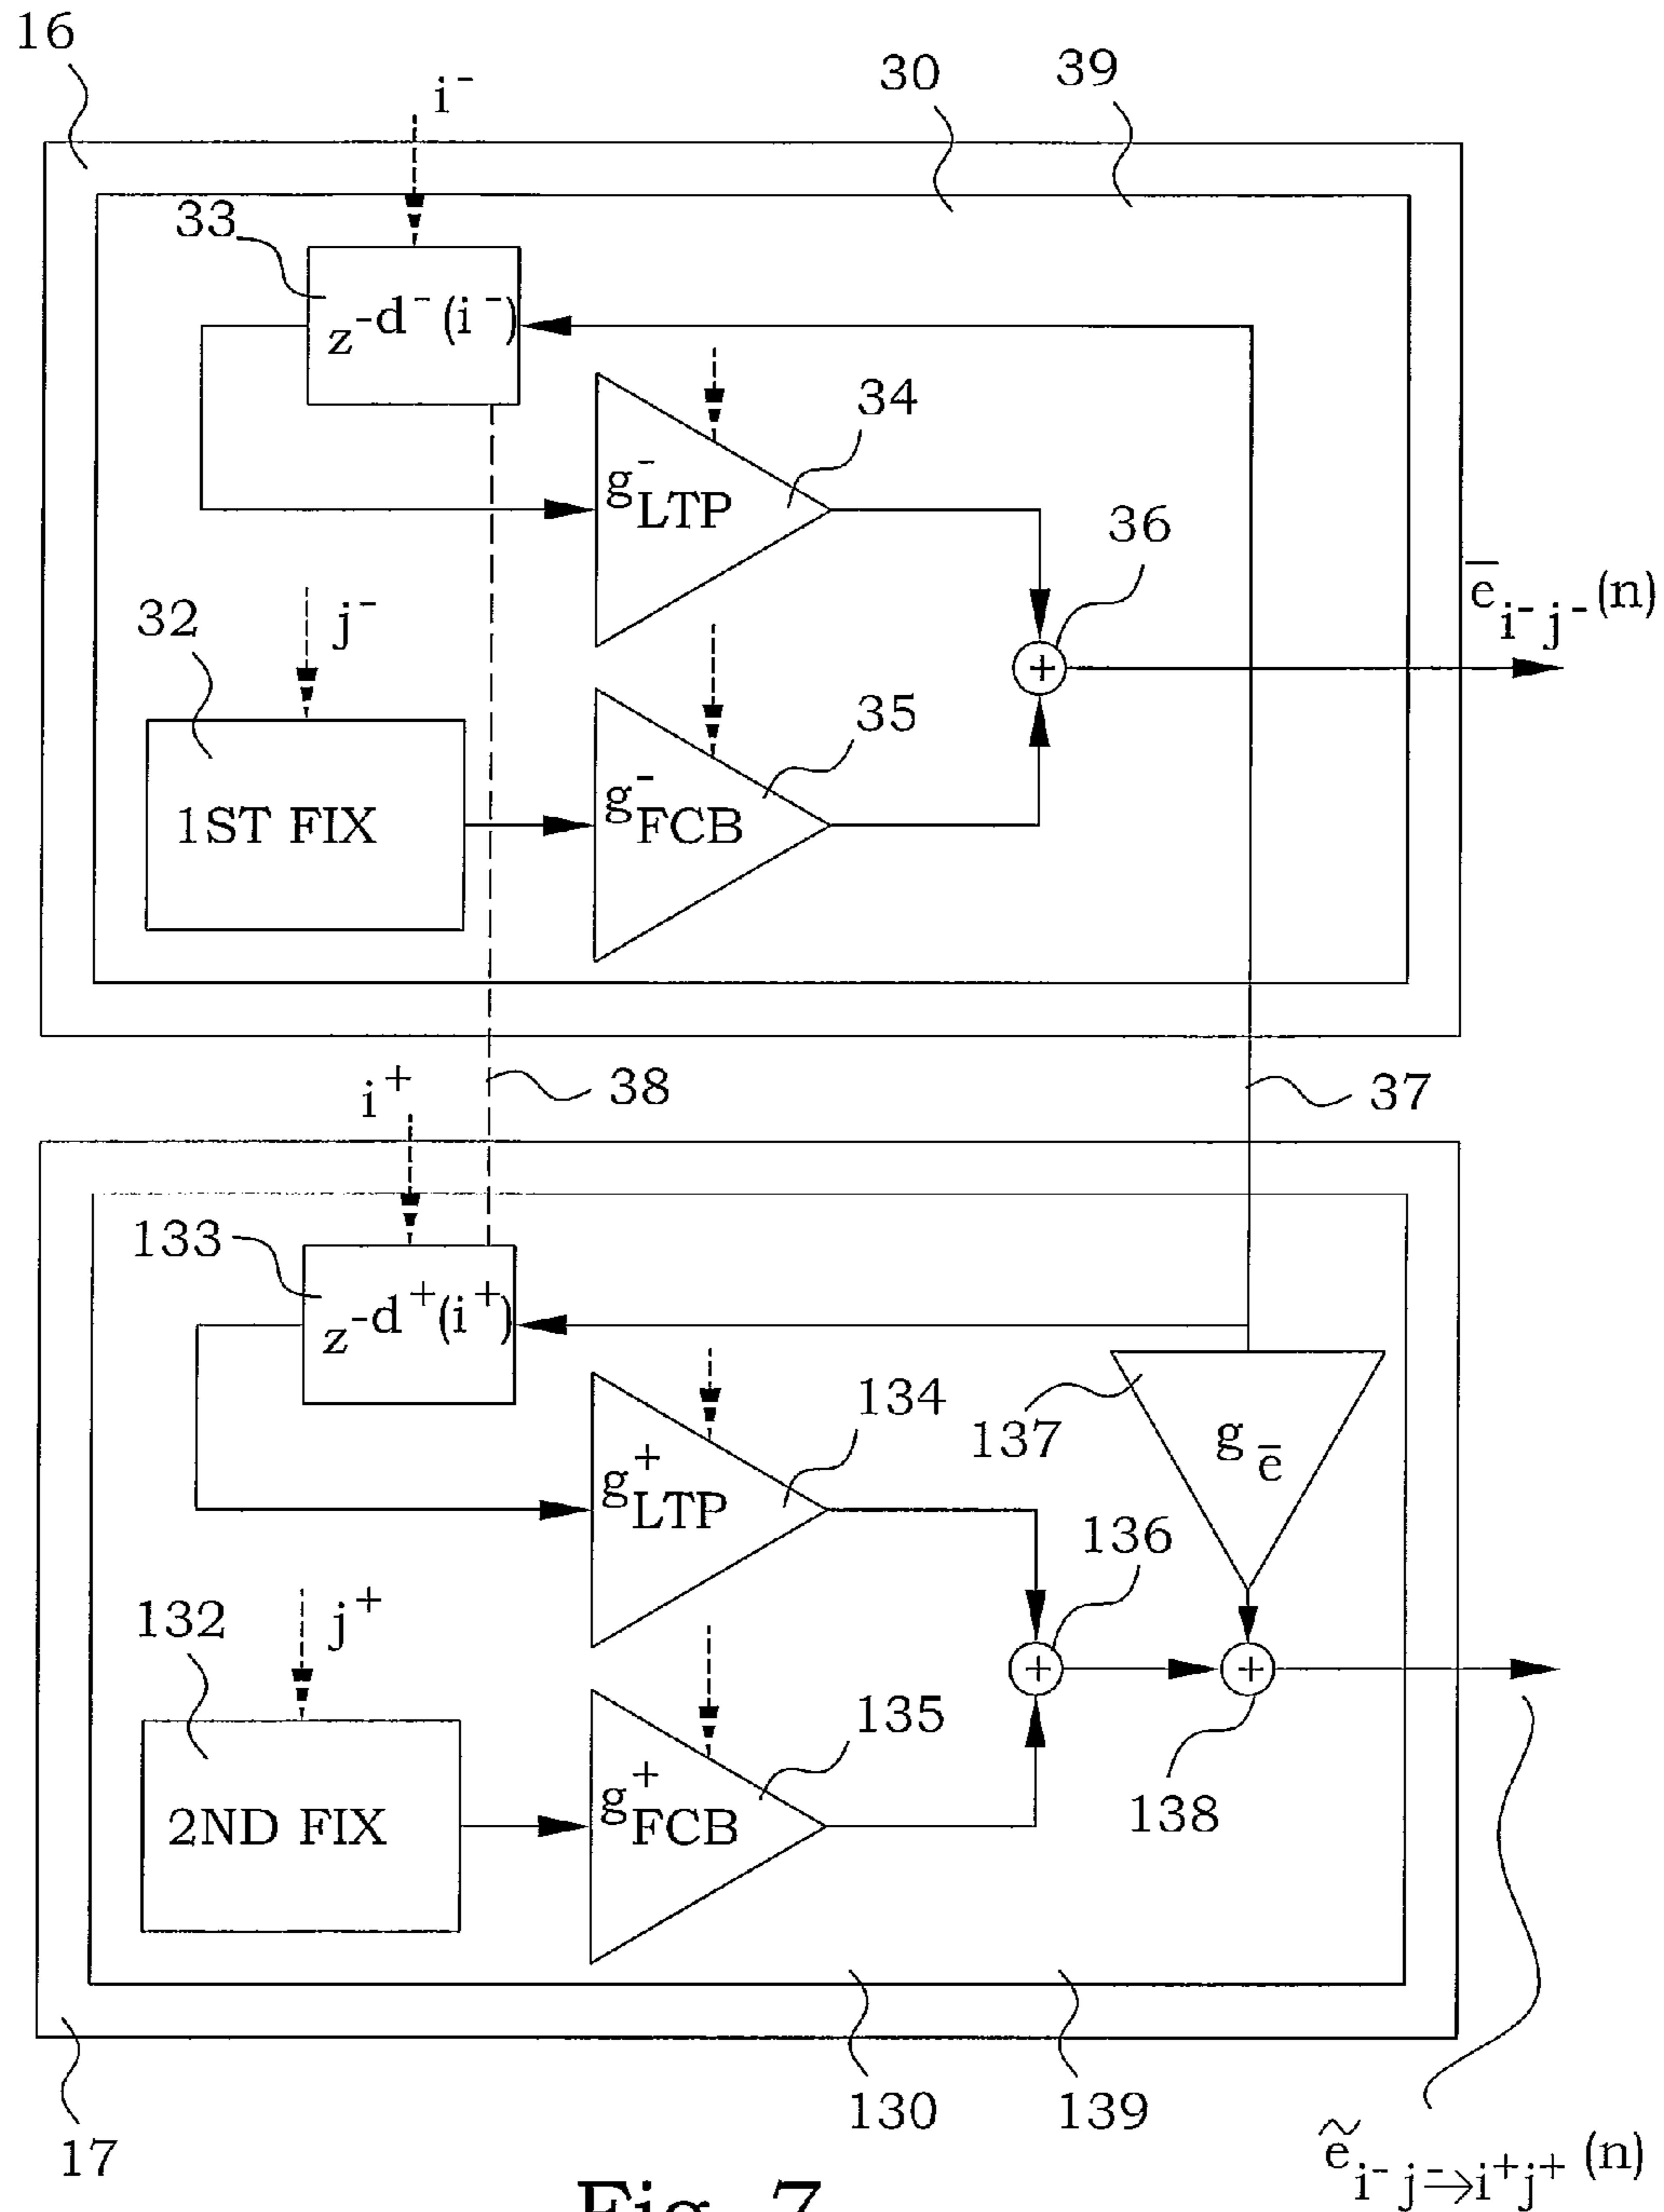 16
i⁻
30
39
33
z⁻ᵈ⁻(i⁻)
34
g⁻LTP
36
ē i⁻j⁻(n)
32
j⁻
35
1ST FIX
g⁻FCB
i⁺
38
37
133
z⁻ᵈ⁺(i⁺)
134
137
g ē
g⁺LTP
136
132
j⁺
135
138
2ND FIX
g⁺FCB
130
139
17
ẽ i⁻j⁻→i⁺j⁺(n)
Fig. 7